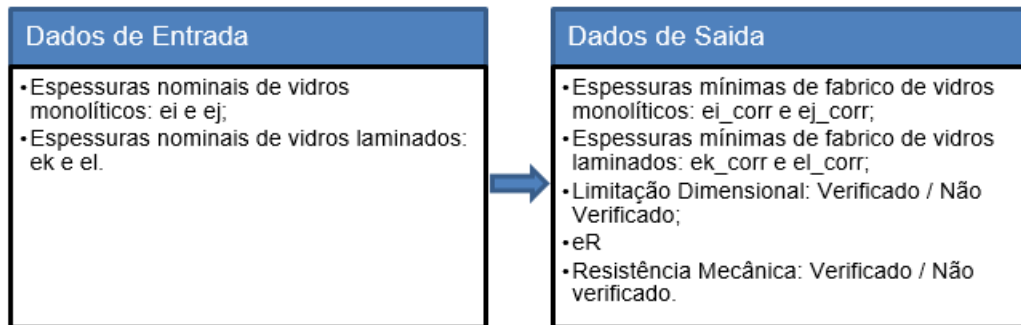 Dados de Entrada
•Espessuras nominais de vidros
monolíticos: ei e ej;
•Espessuras nominais de vidros laminados:
ek e el.
Dados de Saida
•Espessuras mínimas de fabrico de vidros
monolíticos: ei_corr e ej_corr;
•Espessuras mínimas de fabrico de vidros
laminados: ek_corr e el_corr;
•Limitação Dimensional: Verificado / Não
Verificado;
•eR
•Resistência Mecânica: Verificado / Não
verificado.